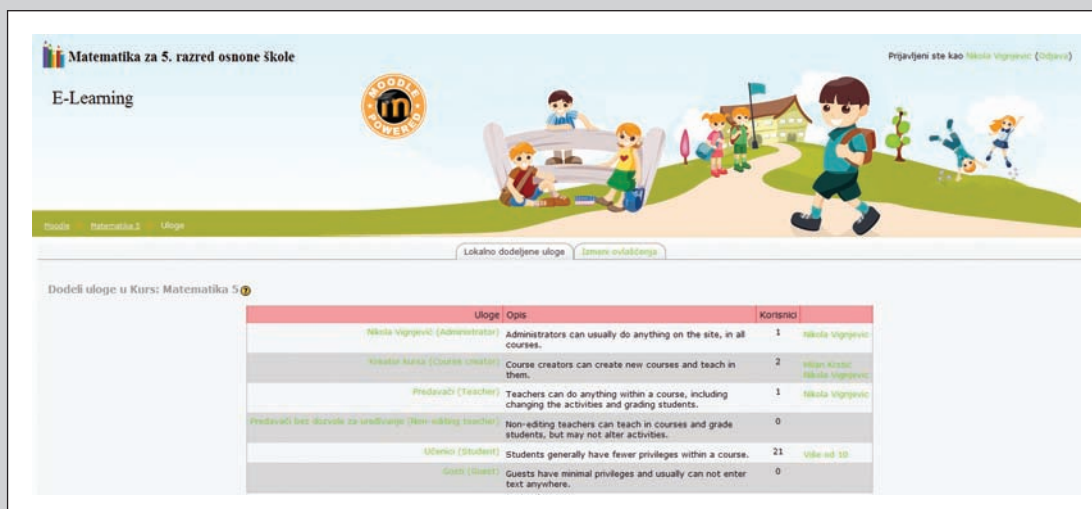 Matematika za 5. razred osnone škole
Prijavljeni ste kao Nikola Vignjevic (Odjava)
E-Learning
MOODLE
m
POWERED
Moodle Matematika 5 Uloge
Lokalno dodeljene uloge Izmeni ovlašćenja
Dodeli uloge u Kurs: Matematika 5
Uloge Opis Korisnici
Nikola Vignjević (Administrator) Administrators can usually do anything on the site, in all 1 Nikola Vignjevic
courses.
Kreator kursa (Course creator) Course creators can create new courses and teach in 2 Milan
them. Nikola Vignjevic
Predavači (Teacher) Teachers can do anything within a course, including 1 Nikola Vignjevic
changing the activities and grading students.
Predavači bez dozvole za uređivanje (Non-editing teacher) Non-editing teachers can teach in courses and grade 0
students, but may not alter activities.
Učenici (Student) Students generally have fewer privileges within a course. 21 Više od 10
Gosti (Guest) Guests have minimal privileges and usually can not enter 0
text anywhere.